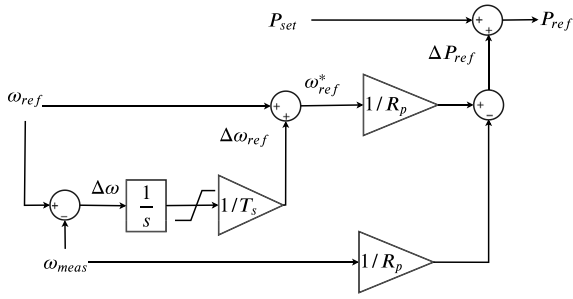 P_set
P_ref
+
+
ΔP_ref
ω_ref
ω*_ref
+
+
1/R_p
+
−
Δω_ref
Δω
+
−
1
s
1/T_s
ω_meas
1/R_p